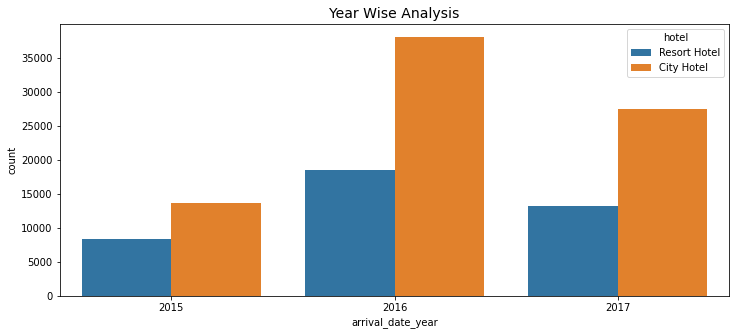 Year Wise Analysis
hotel
Resort Hotel
City Hotel
count
35000
30000
25000
20000
15000
10000
5000
0
2015 2016 2017
arrival_date_year